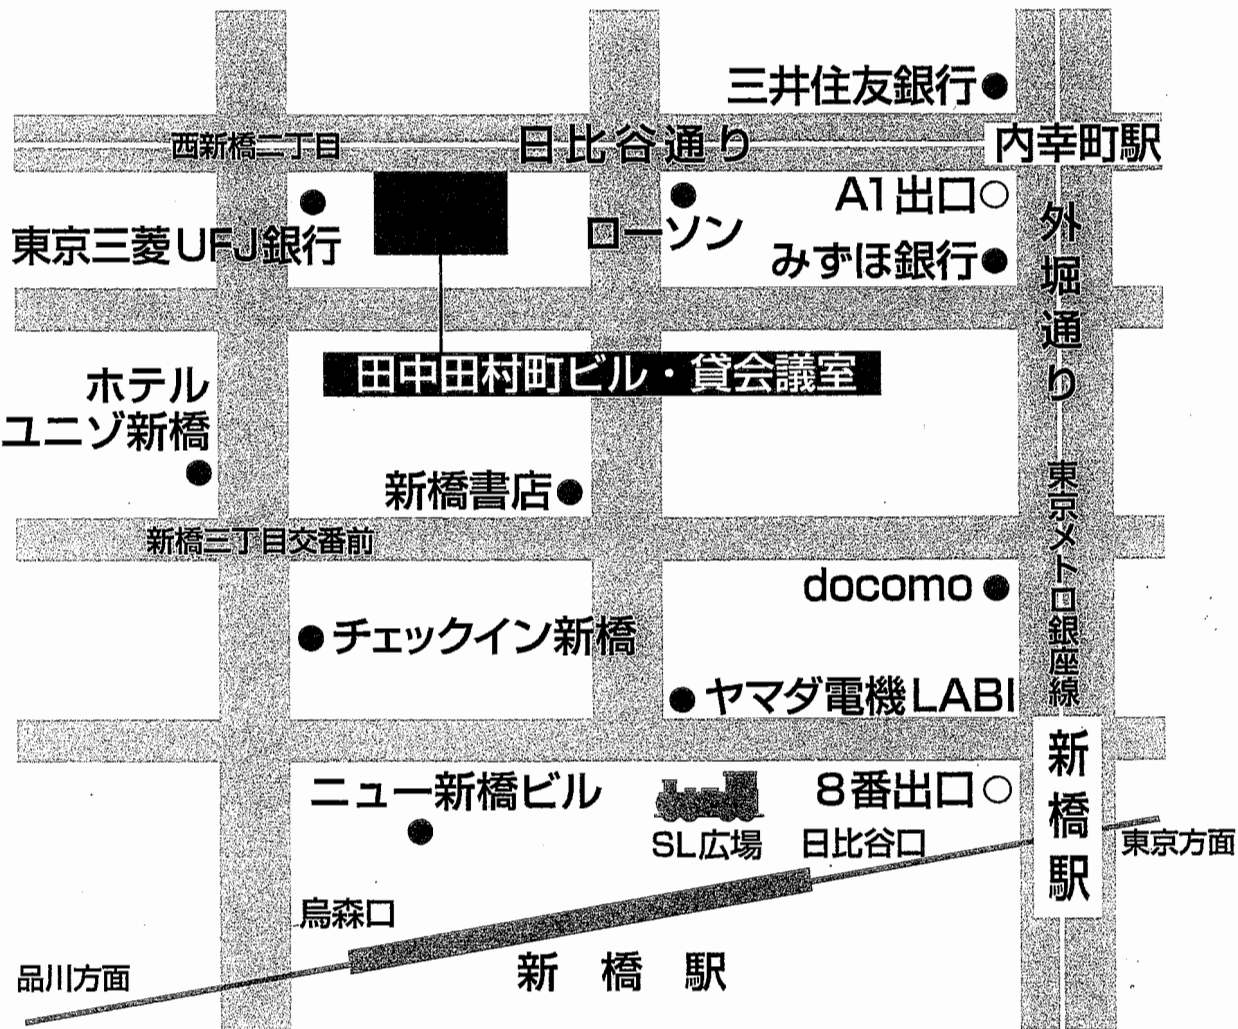 三井住友銀行
西新橋二丁目
日比谷通り
内幸町駅
A1出口
東京三菱UFJ銀行
ローソン
みずほ銀行
外堀通り
田中田村町ビル・貸会議室
ホテル
ユニゾ新橋
新橋書店
東京メトロ銀座線
新橋三丁目交番前
docomo
チェックイン新橋
ヤマダ電機LABI
新橋駅
ニュー新橋ビル
8番出口
SL広場
日比谷口
東京方面
烏森口
品川方面
新橋駅